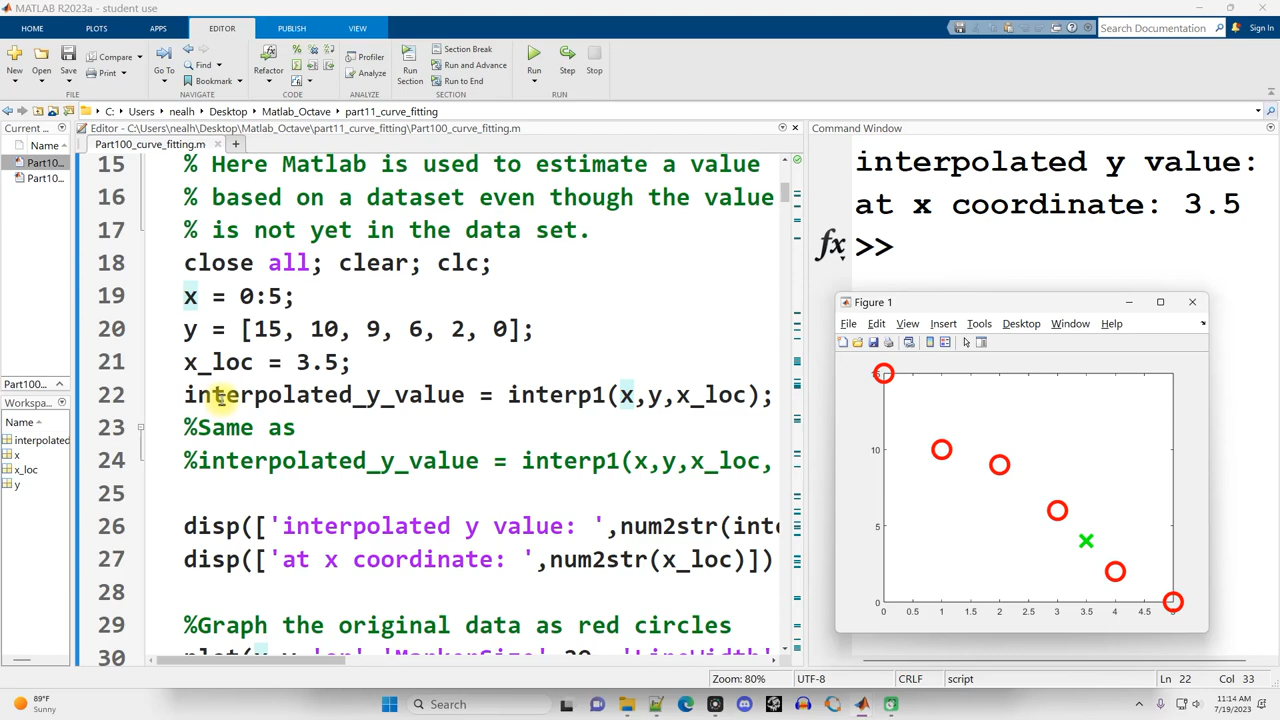 MATLAB R2023a - student use
HOME PLOTS APPS EDITOR PUBLISH VIEW Search Documentation Sign In
New Open Save Compare Print Go To Find Bookmark Refactor Profiler Analyze Run Section Section Break Run and Advance Run to End Run Step Stop
FILE NAVIGATE CODE ANALYZE SECTION RUN
C: Users nealh Desktop Matlab_Octave part11_curve_fitting
Current ...
Name
Part10...
Part10...
Part100...
Workspa...
Name
interpolated
x
x_loc
y
Editor - C:\Users\nealh\Desktop\Matlab_Octave\part11_curve_fitting\Part100_curve_fitting.m
Part100_curve_fitting.m
15 % Here Matlab is used to estimate a value
16 % based on a dataset even though the value
17 % is not yet in the data set.
18 close all; clear; clc;
19 x = 0:5;
20 y = [15, 10, 9, 6, 2, 0];
21 x_loc = 3.5;
22 interpolated_y_value = interp1(x,y,x_loc);
23 %Same as
24 %interpolated_y_value = interp1(x,y,x_loc,
25
26 disp(['interpolated y value: ',num2str(inte
27 disp(['at x coordinate: ',num2str(x_loc)])
28
29 %Graph the original data as red circles
30
Command Window
interpolated y value:
at x coordinate: 3.5
fx >>
Figure 1
File Edit View Insert Tools Desktop Window Help
10
5
0
0 0.5 1 1.5 2 2.5 3 3.5 4 4.5
Zoom: 80% UTF-8 CRLF script Ln 22 Col 33
89°F
Sunny
Search
11:14 AM
7/19/2023